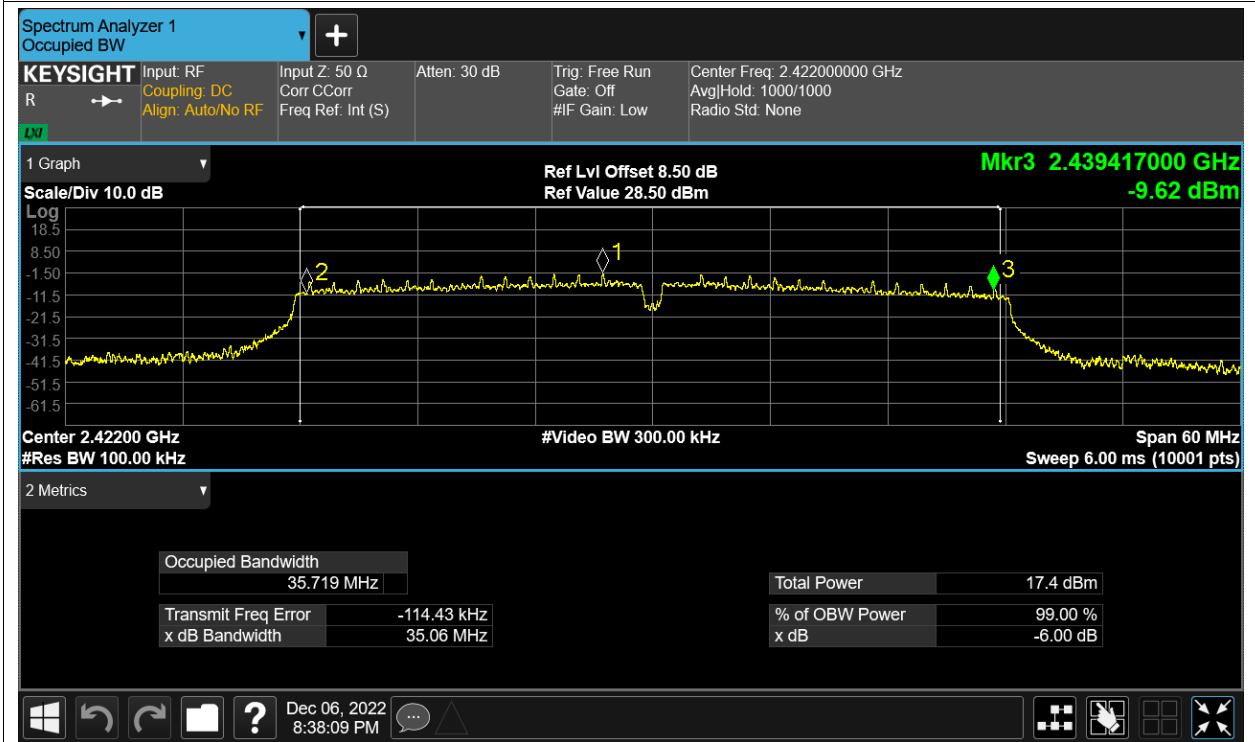 Spectrum Analyzer 1
Occupied BW
+
KEYSIGHT Input: RF Input Z: 50 Ω Atten: 30 dB Trig: Free Run Center Freq: 2.422000000 GHz
R Coupling: DC Corr CCorr Gate: Off Avg|Hold: 1000/1000
Align: Auto/No RF Freq Ref: Int (S) #IF Gain: Low Radio Std: None
LXI
1 Graph Ref Lvl Offset 8.50 dB Mkr3 2.439417000 GHz
Scale/Div 10.0 dB Ref Value 28.50 dBm -9.62 dBm
Log
18.5
8.50 1
-1.50 2 3
-11.5
-21.5
-31.5
-41.5
-51.5
-61.5
Center 2.42200 GHz #Video BW 300.00 kHz Span 60 MHz
#Res BW 100.00 kHz Sweep 6.00 ms (10001 pts)
2 Metrics
Occupied Bandwidth
35.719 MHz Total Power 17.4 dBm
Transmit Freq Error -114.43 kHz % of OBW Power 99.00 %
x dB Bandwidth 35.06 MHz x dB -6.00 dB
? Dec 06, 2022
8:38:09 PM